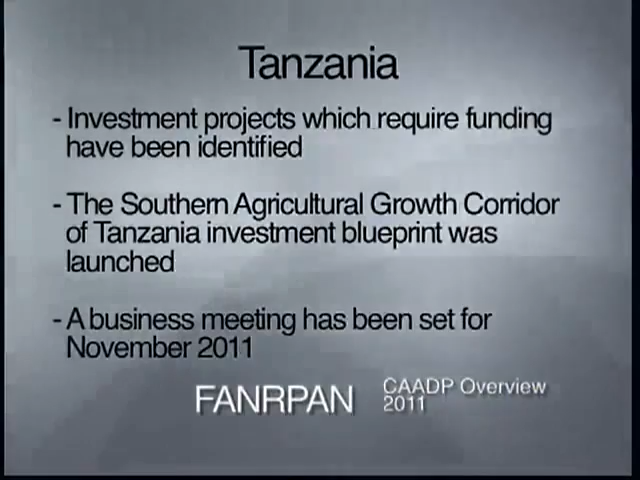 Tanzania
- Investment projects which require funding
have been identified
- The Southern Agricultural Growth Corridor
of Tanzania investment blueprint was
launched
- A business meeting has been set for
November 2011
FANRPAN
CAADP Overview
2011